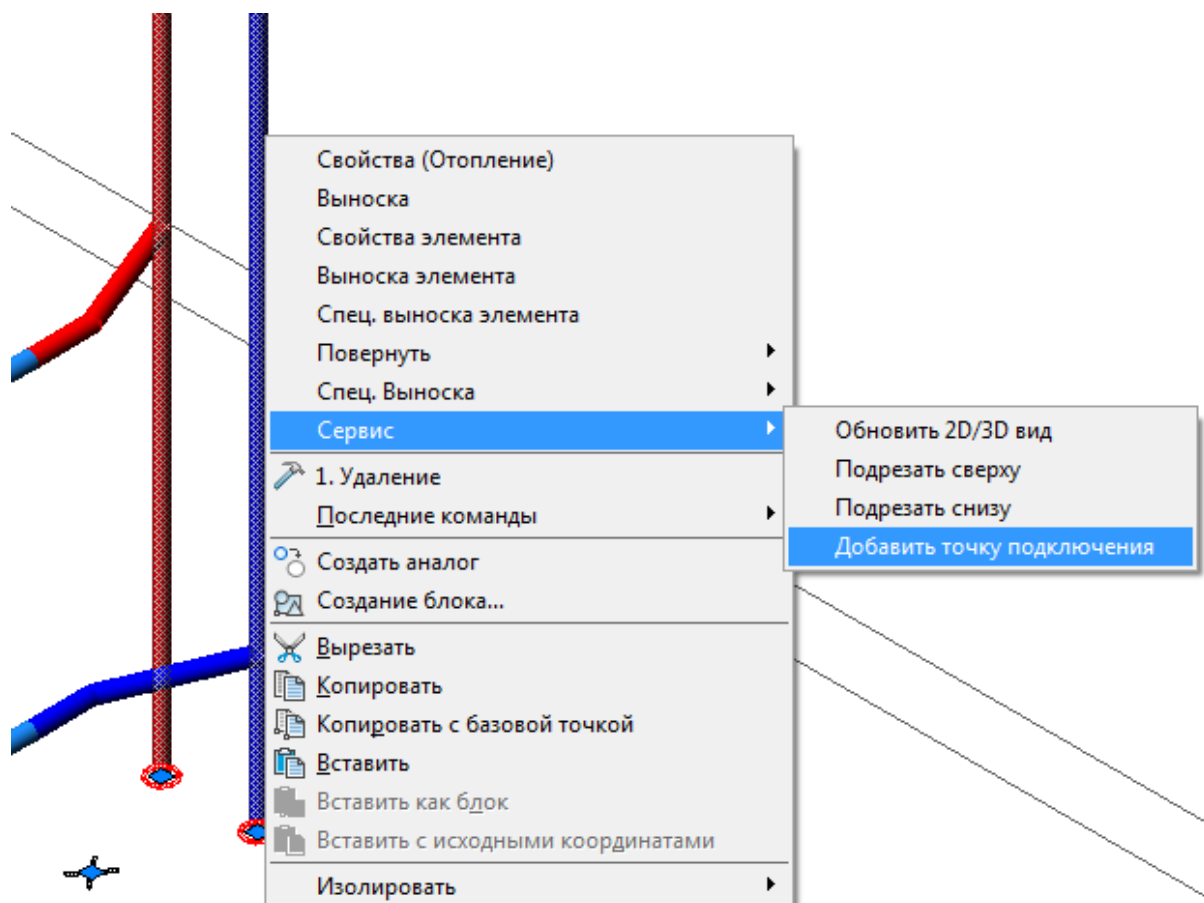 Свойства (Отопление)
Выноска
Свойства элемента
Выноска элемента
Спец. выноска элемента
Повернуть
Спец. Выноска
Сервис
1. Удаление
Последние команды
Создать аналог
Создание блока...
Вырезать
Копировать
Копировать с базовой точкой
Вставить
Вставить как блок
Вставить с исходными координатами
Изолировать
Обновить 2D/3D вид
Подрезать сверху
Подрезать снизу
Добавить точку подключения